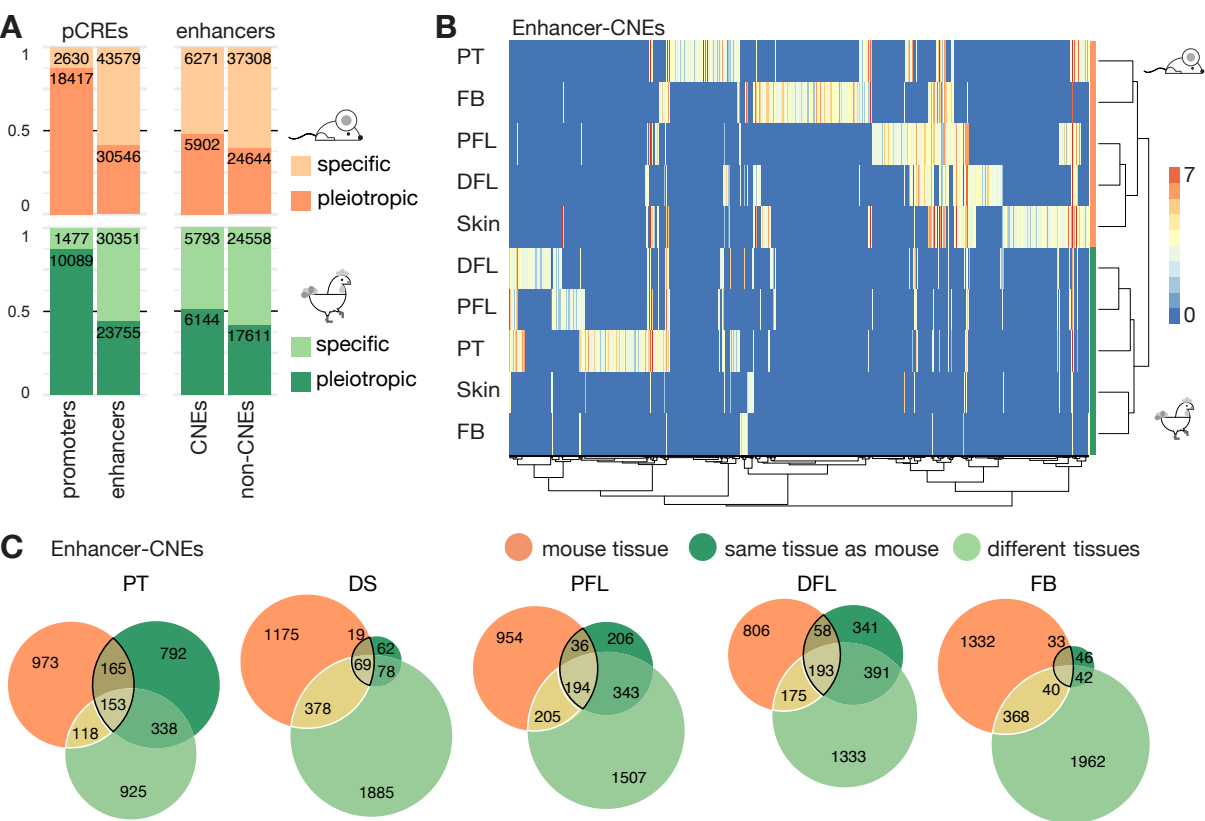 A
pCREs
enhancers
1
0.5
0
2630 43579
18417
30546
6271 37308
5902
24644
specific
pleiotropic
1
0.5
0
1477 30351
10089
23755
5793 24558
6144
17611
specific
pleiotropic
promoters
enhancers
CNEs
non-CNEs
B
Enhancer-CNEs
PT
FB
PFL
DFL
Skin
DFL
PFL
PT
Skin
FB
7
0
C
Enhancer-CNEs
mouse tissue
same tissue as mouse
different tissues
PT
973
165
792
153
118
338
925
DS
1175
19
62
69
78
378
1885
PFL
954
36
206
194
343
205
1507
DFL
806
58
341
193
391
175
1333
FB
1332
33
46
42
40
368
1962